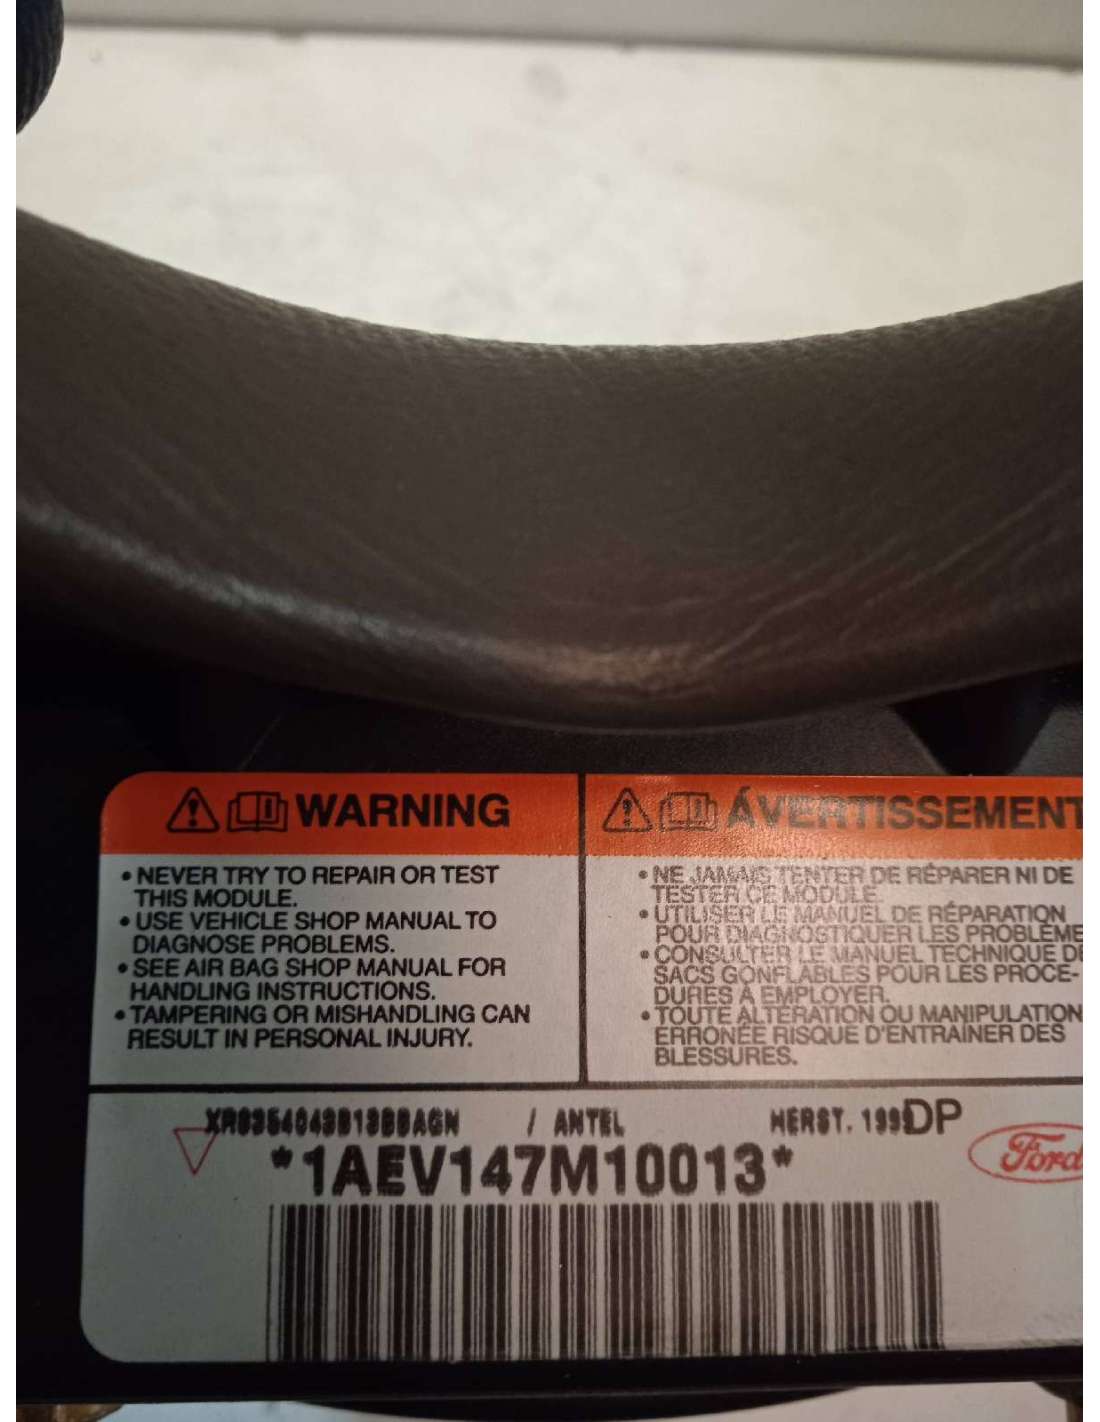 WARNING
• NEVER TRY TO REPAIR OR TEST
THIS MODULE.
• USE VEHICLE SHOP MANUAL TO
DIAGNOSE PROBLEMS.
• SEE AIR BAG SHOP MANUAL FOR
HANDLING INSTRUCTIONS.
• TAMPERING OR MISHANDLING CAN
RESULT IN PERSONAL INJURY.
ÁVERTISSEMENT
• NE JAMAIS TENTER DE RÉPARER NI DE
TESTER CE MODULE.
• UTILISER LE MANUEL DE RÉPARATION
POUR DIAGNOSTIQUER LES PROBLÈME
• CONSULTER LE MANUEL TECHNIQUE DE
SACS GONFLABLES POUR LES PROCÉ-
DURES À EMPLOYER.
• TOUTE ALTÉRATION OU MANIPULATION
ERRONÉE RISQUE D'ENTRAINER DES
BLESSURES.
/ ANTEL HERST. DP
*1AEV147M10013*
Ford